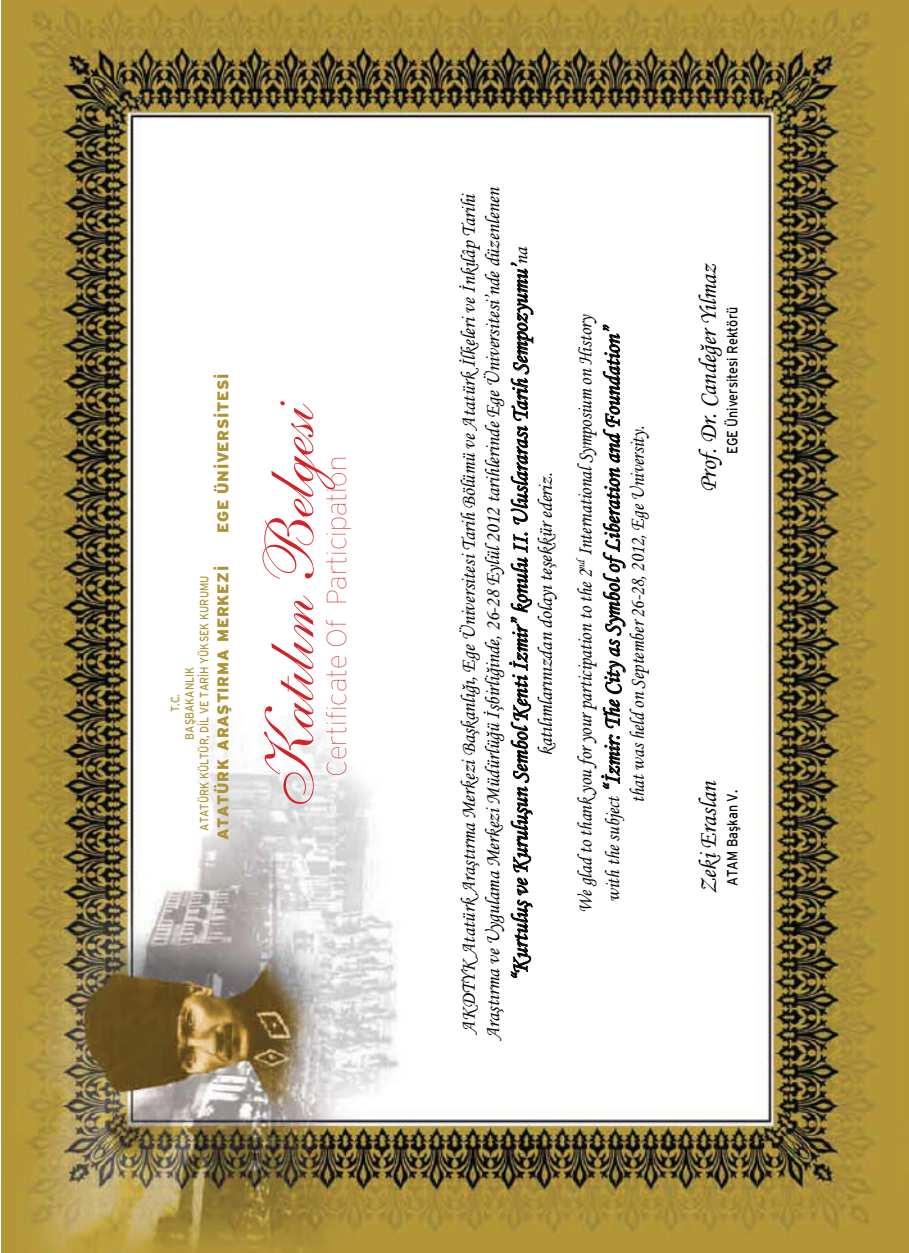 T.C.
BAŞBAKANLIK
ATATÜRK KÜLTÜR, DİL VE TARİH YÜKSEK KURUMU
ATATÜRK ARAŞTIRMA MERKEZİ EGE ÜNİVERSİTESİ
Katılım Belgesi
Certificate Of Participation
AKDTYK Atatürk Araştırma Merkezi Başkanlığı, Ege Üniversitesi Tarih Bölümü ve Atatürk İlkeleri ve İnkılâp Tarihi
Araştırma ve Uygulama Merkezi Müdürlüğü İşbirliğinde, 26-28 Eylül 2012 tarihlerinde Ege Üniversitesi'nde düzenlenen
“Kurtuluş ve Kuruluşun Sembol Kenti İzmir” konulu II. Uluslararası Tarih Sempozyumu’na
katılımlarınızdan dolayı teşekkür ederiz.
We glad to thank you for your participation to the 2nd International Symposium on History
with the subject “İzmir: The City as Symbol of Liberation and Foundation”
that was held on September 26-28, 2012, Ege University.
Zeki Eraslan Prof. Dr. Candeğer Yılmaz
ATAM Başkan V. EGE Üniversitesi Rektörü